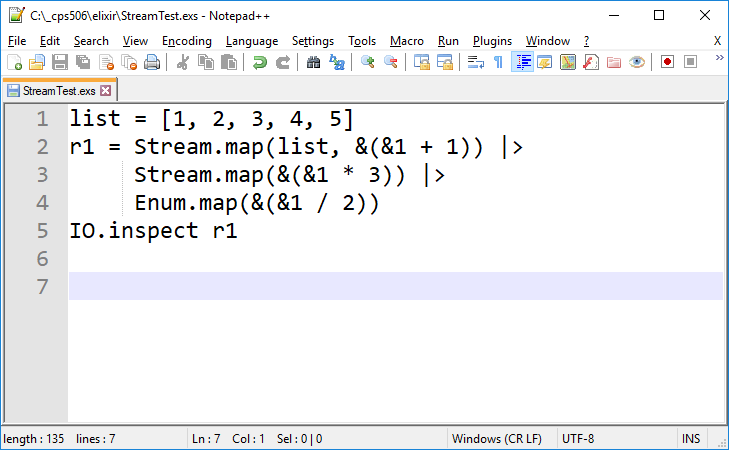 C:\_cps506\elixir\StreamTest.exs - Notepad++
File Edit Search View Encoding Language Settings Tools Macro Run Plugins Window ? X
StreamTest.exs
1 list = [1, 2, 3, 4, 5]
2 r1 = Stream.map(list, &(&1 + 1)) |>
3 Stream.map(&(&1 * 3)) |>
4 Enum.map(&(&1 / 2))
5 IO.inspect r1
6
7
length : 135 lines : 7 Ln : 7 Col : 1 Sel : 0 | 0 Windows (CR LF) UTF-8 INS